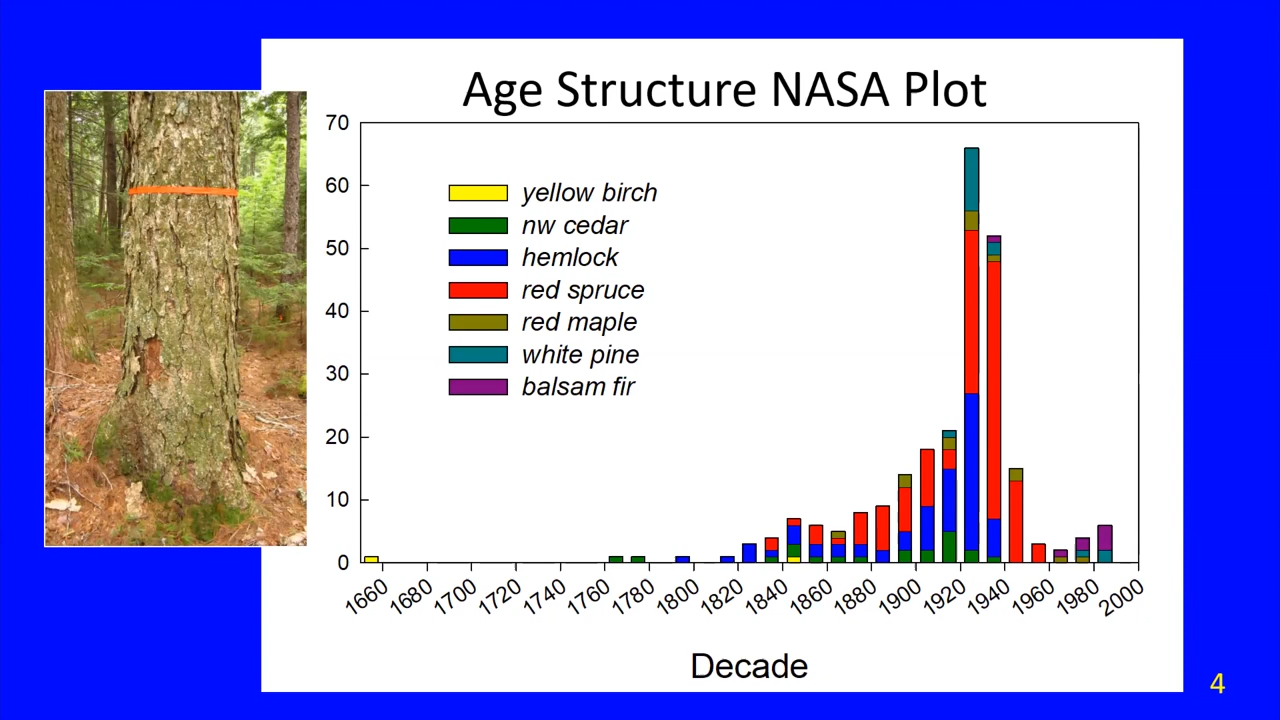 Age Structure NASA Plot
70
60
50
40
30
20
10
0
yellow birch
nw cedar
hemlock
red spruce
red maple
white pine
balsam fir
1660 1680 1700 1720 1740 1760 1780 1800 1820 1840 1860 1880 1900 1920 1940 1960 1980 2000
Decade
4